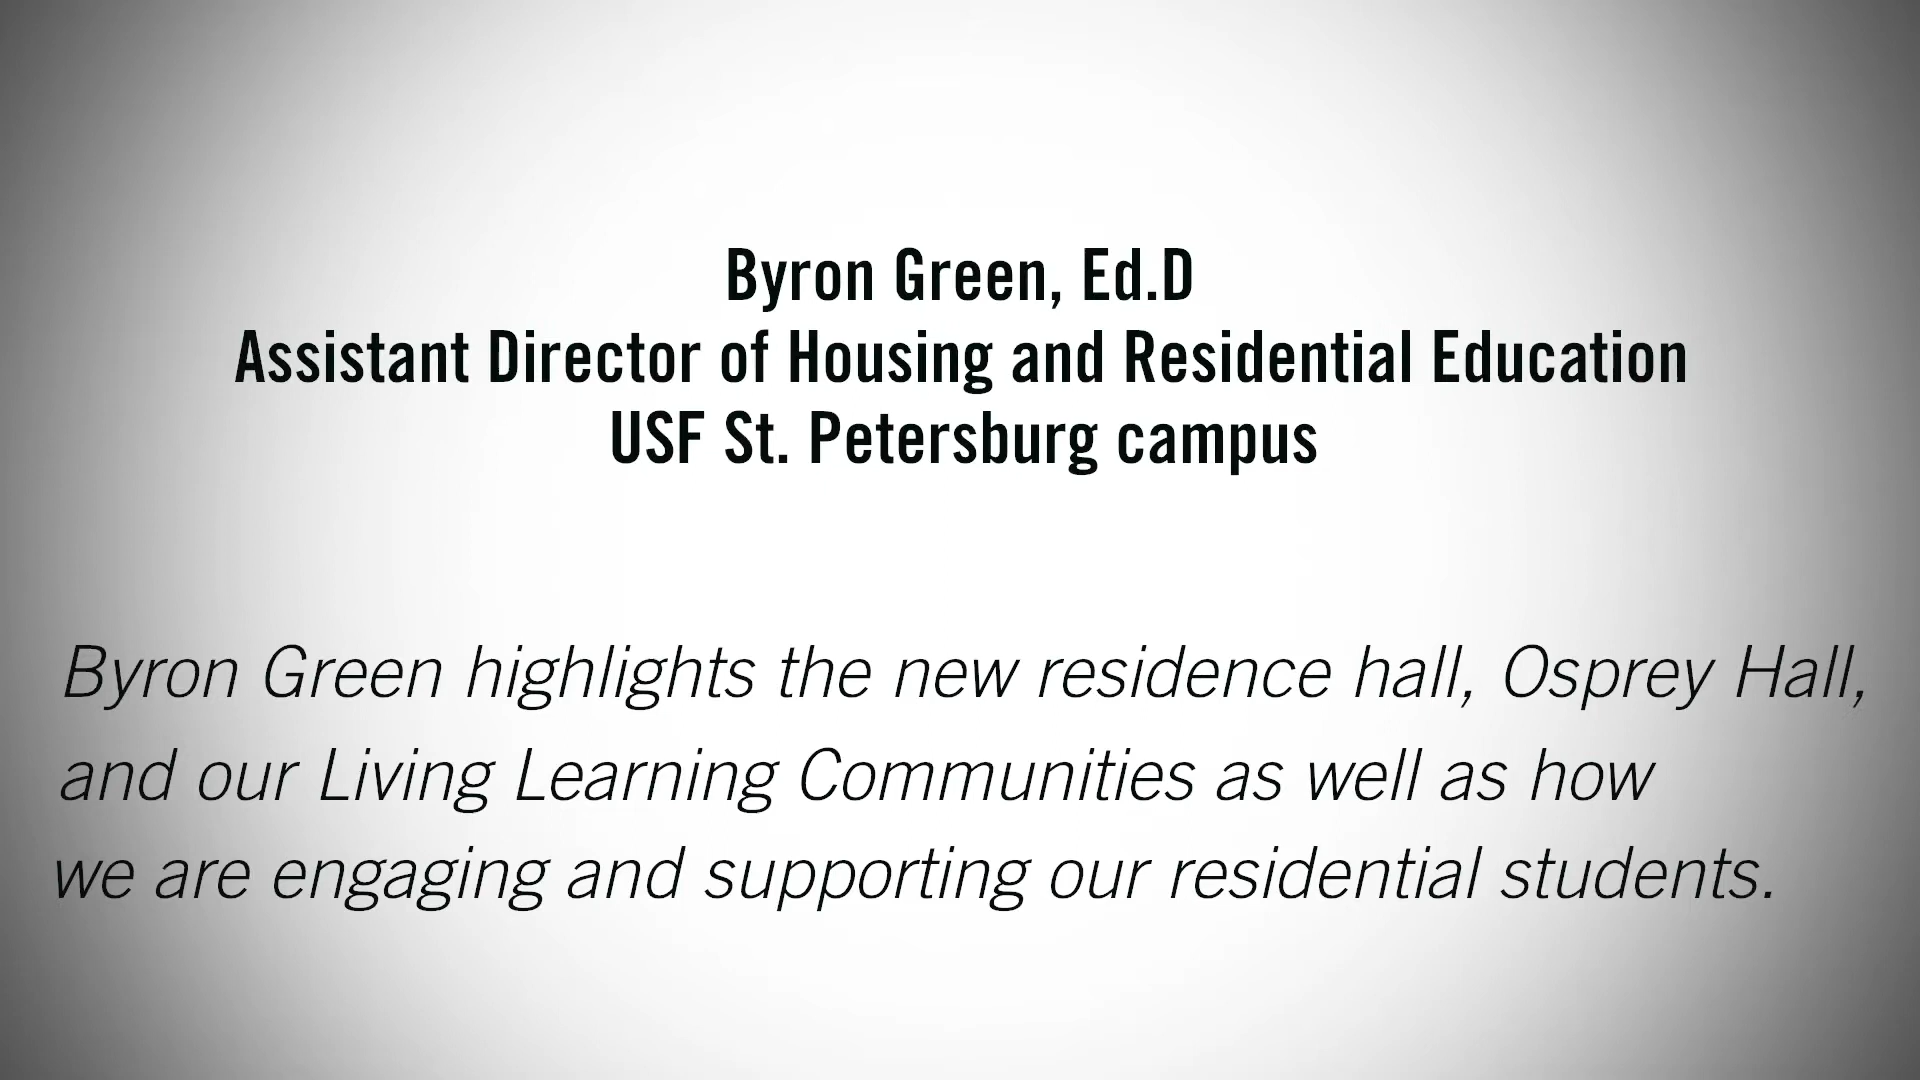 Byron Green, Ed.D
Assistant Director of Housing and Residential Education
USF St. Petersburg campus
Byron Green highlights the new residence hall, Osprey Hall,
and our Living Learning Communities as well as how
we are engaging and supporting our residential students.